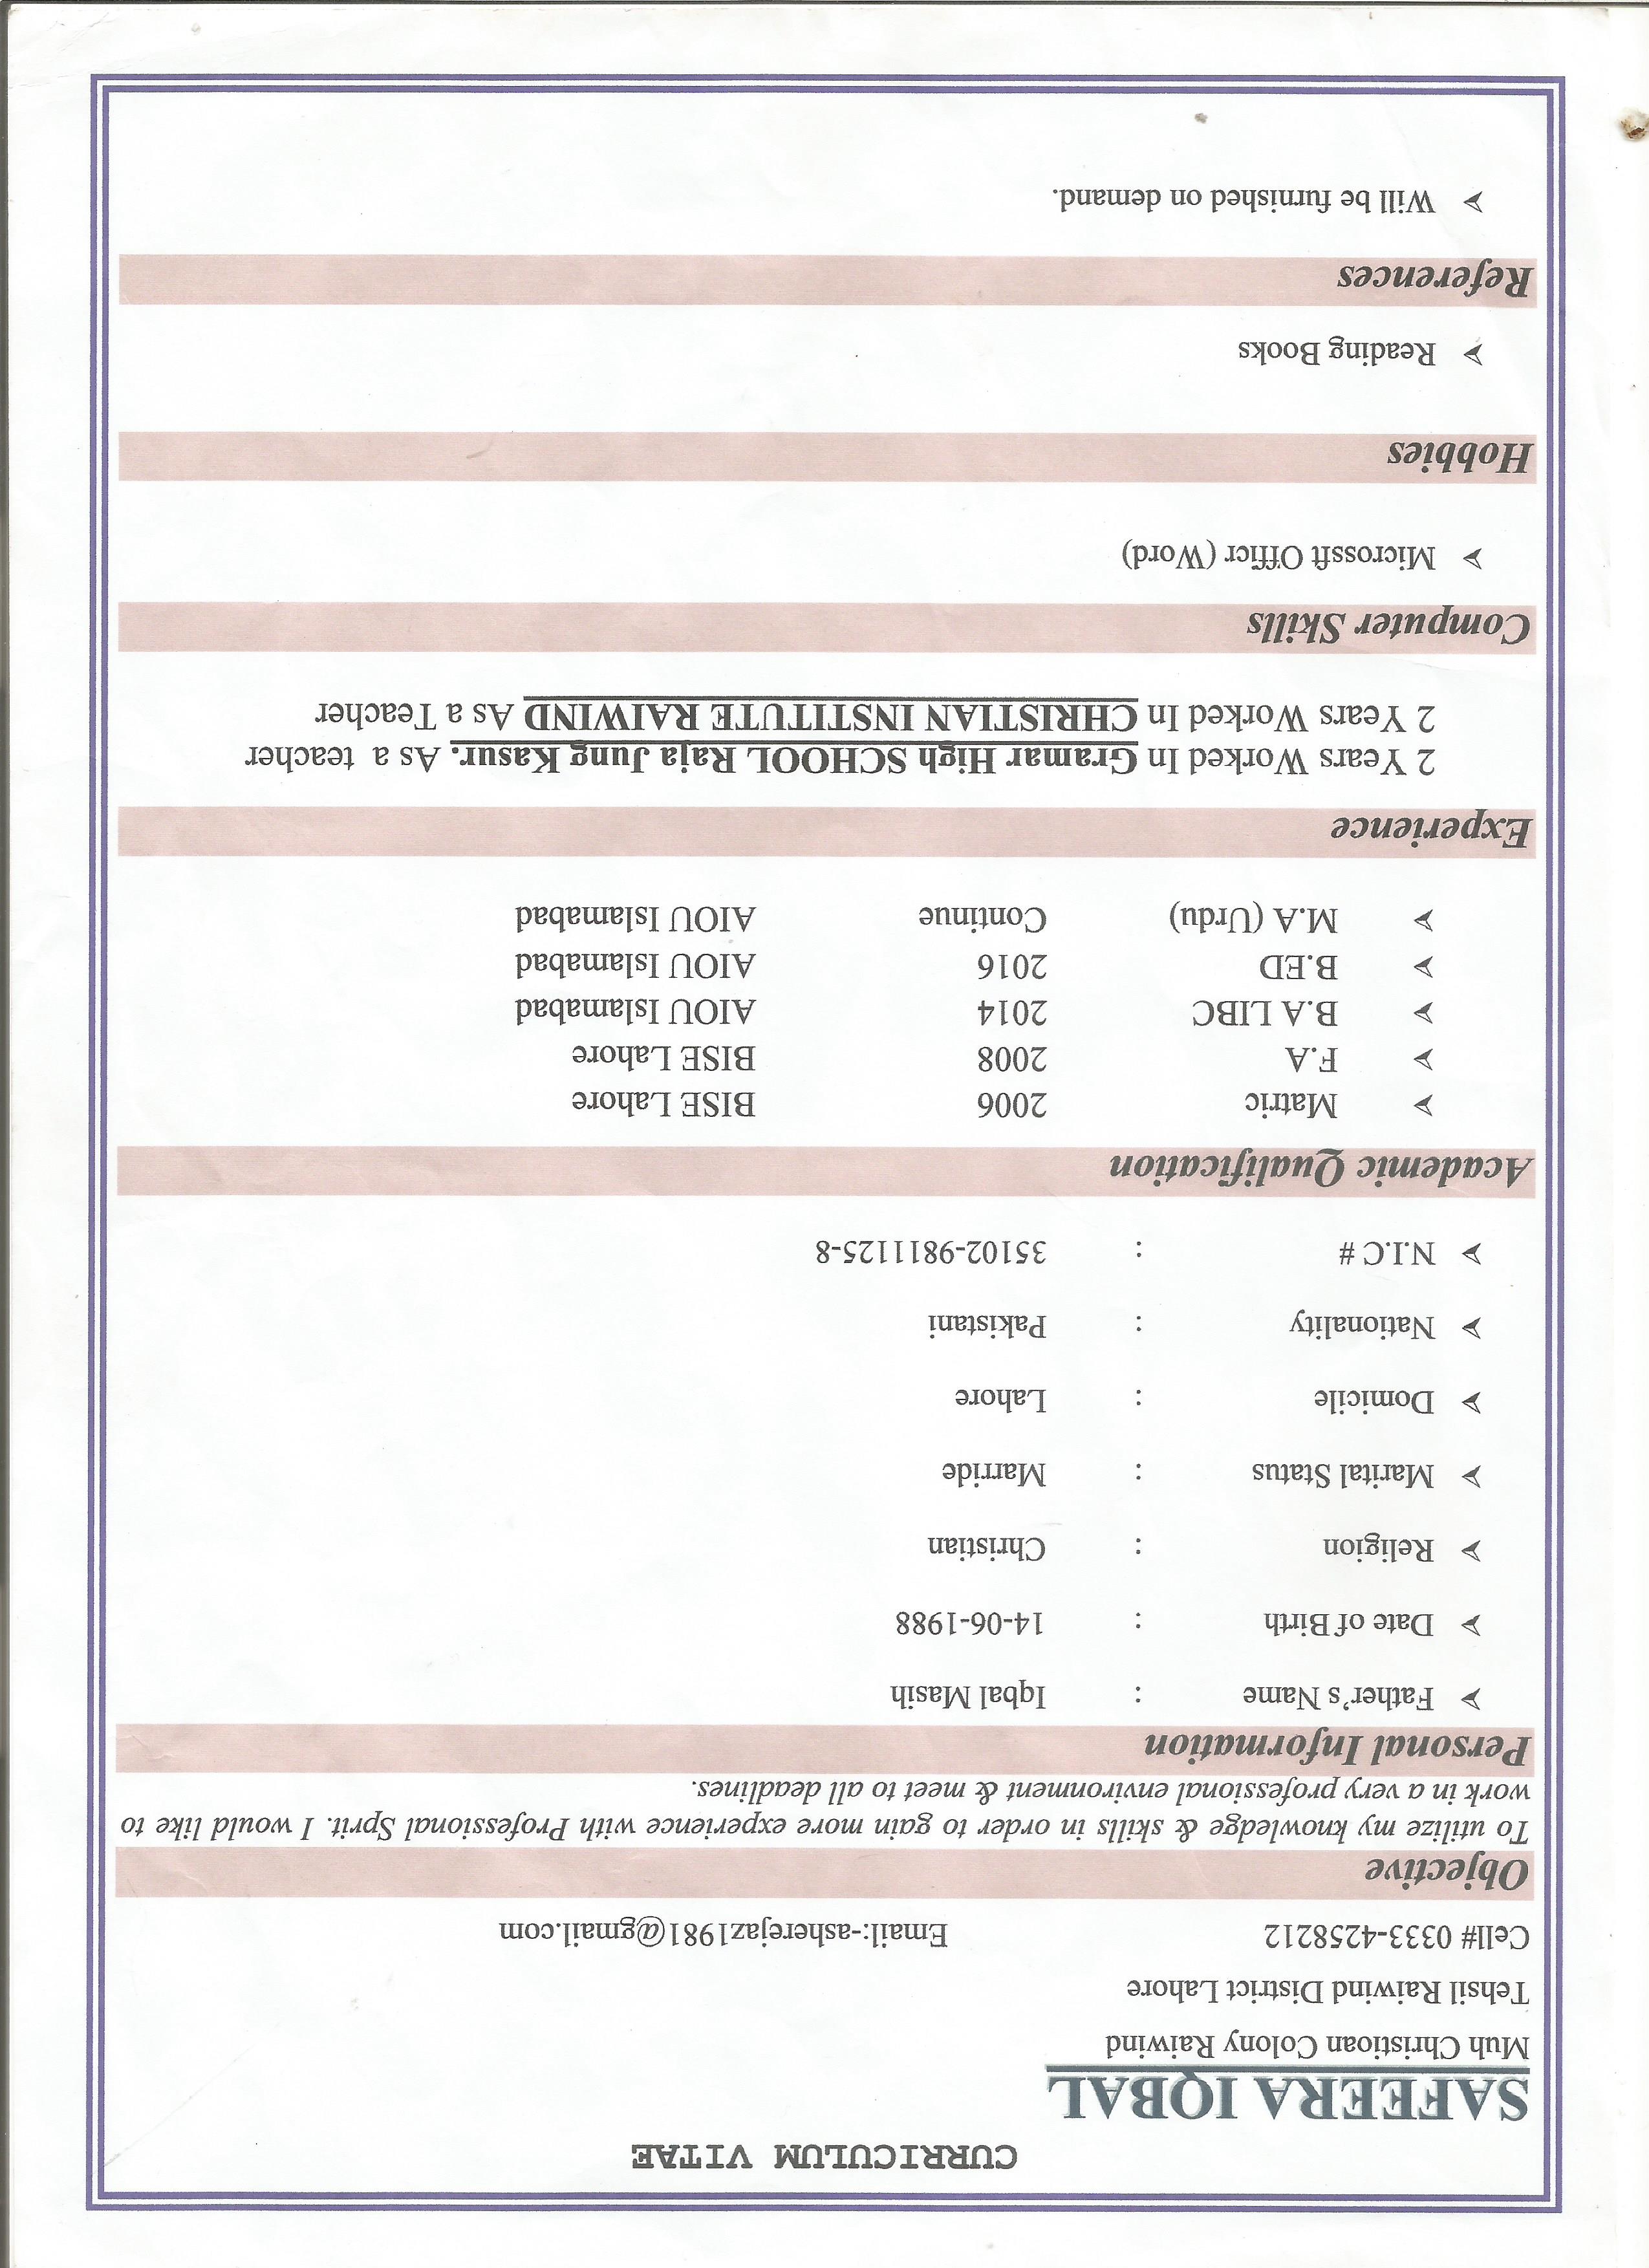 CURRICULUM VITAE
SAFEERA IQBAL
Muh Christioan Colony Raiwind
Tehsil Raiwind District Lahore
Cell# 0333-4258212 Email:-asherejaz1981@gmail.com
Objective
To utilize my knowledge & skills in order to gain more experience with Professional Sprit. I would like to
work in a very professional environment & meet to all deadlines.
Personal Information
➢ Father's Name : Iqbal Masih
➢ Date of Birth : 14-06-1988
➢ Religion : Christian
➢ Marital Status : Marride
➢ Domicile : Lahore
➢ Nationality : Pakistani
➢ N.I.C # : 35102-9811125-8
Academic Qualification
➢ Matric 2006 BISE Lahore
➢ F.A 2008 BISE Lahore
➢ B.A LIBC 2014 AIOU Islamabad
➢ B.ED 2016 AIOU Islamabad
➢ M.A (Urdu) Continue AIOU Islamabad
Experience
2 Years Worked In Gramar High SCHOOL Raja Jung Kasur. As a teacher
2 Years Worked In CHRISTIAN INSTITUTE RAIWIND As a Teacher
Computer Skills
➢ Microssft Officr (Word)
Hobbies
➢ Reading Books
References
➢ Will be furnished on demand.